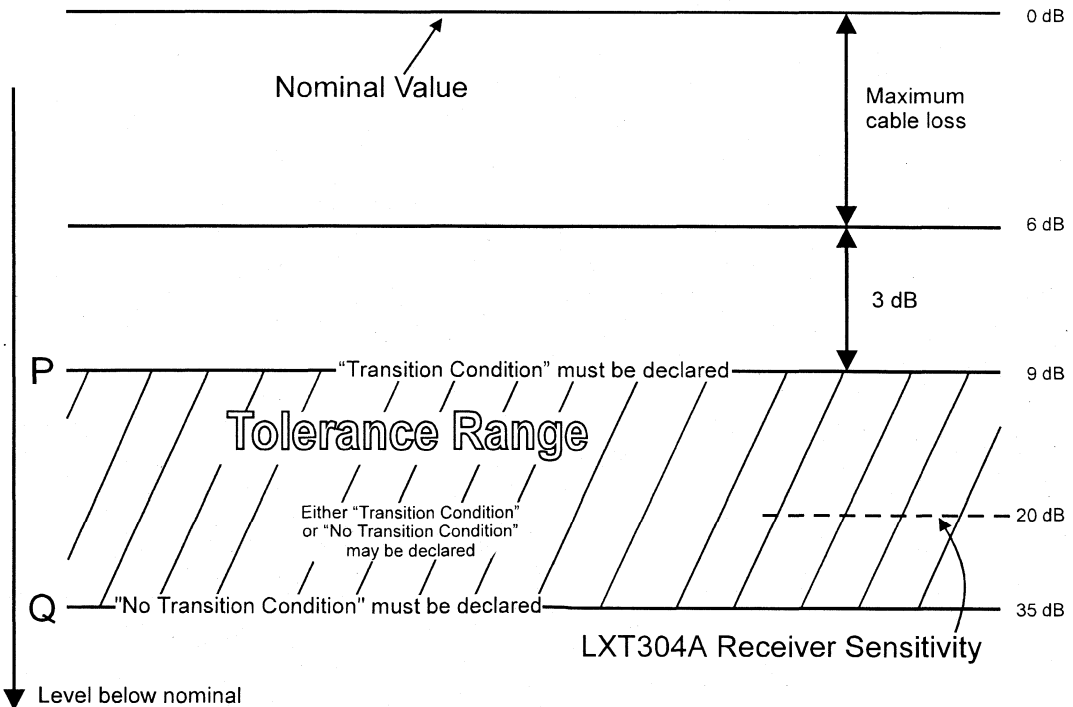 0 dB
Nominal Value
Maximum
cable loss
6 dB
3 dB
P
“Transition Condition” must be declared
9 dB
Tolerance Range
Either “Transition Condition”
or “No Transition Condition”
may be declared
20 dB
Q
"No Transition Condition" must be declared
35 dB
LXT304A Receiver Sensitivity
Level below nominal